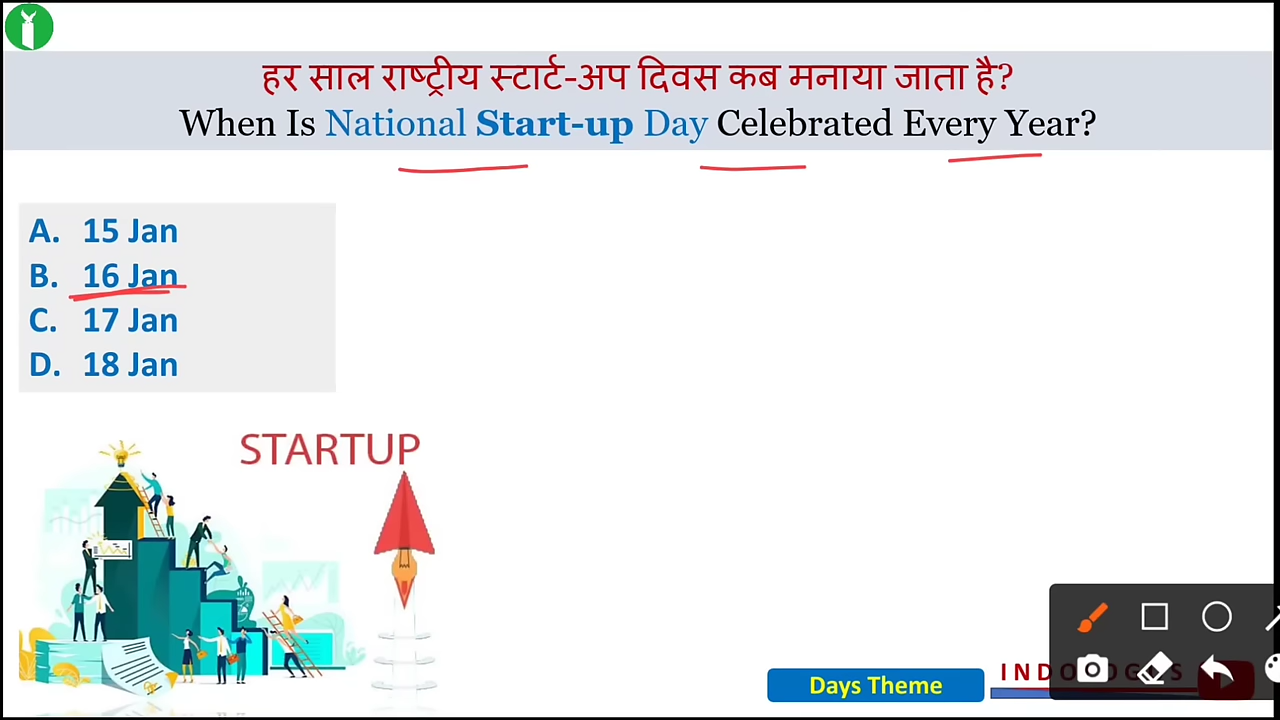 हर साल राष्ट्रीय स्टार्ट-अप दिवस कब मनाया जाता है?
When Is National Start-up Day Celebrated Every Year?
A. 15 Jan
B. 16 Jan
C. 17 Jan
D. 18 Jan
STARTUP
Days Theme